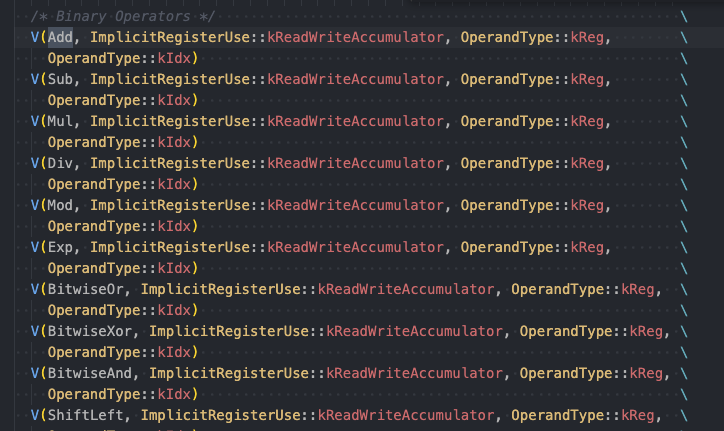 /* Binary Operators */ \
V(Add, ImplicitRegisterUse::kReadWriteAccumulator, OperandType::kReg, \
OperandType::kIdx) \
V(Sub, ImplicitRegisterUse::kReadWriteAccumulator, OperandType::kReg, \
OperandType::kIdx) \
V(Mul, ImplicitRegisterUse::kReadWriteAccumulator, OperandType::kReg, \
OperandType::kIdx) \
V(Div, ImplicitRegisterUse::kReadWriteAccumulator, OperandType::kReg, \
OperandType::kIdx) \
V(Mod, ImplicitRegisterUse::kReadWriteAccumulator, OperandType::kReg, \
OperandType::kIdx) \
V(Exp, ImplicitRegisterUse::kReadWriteAccumulator, OperandType::kReg, \
OperandType::kIdx) \
V(BitwiseOr, ImplicitRegisterUse::kReadWriteAccumulator, OperandType::kReg, \
OperandType::kIdx) \
V(BitwiseXor, ImplicitRegisterUse::kReadWriteAccumulator, OperandType::kReg, \
OperandType::kIdx) \
V(BitwiseAnd, ImplicitRegisterUse::kReadWriteAccumulator, OperandType::kReg, \
OperandType::kIdx) \
V(ShiftLeft, ImplicitRegisterUse::kReadWriteAccumulator, OperandType::kReg, \